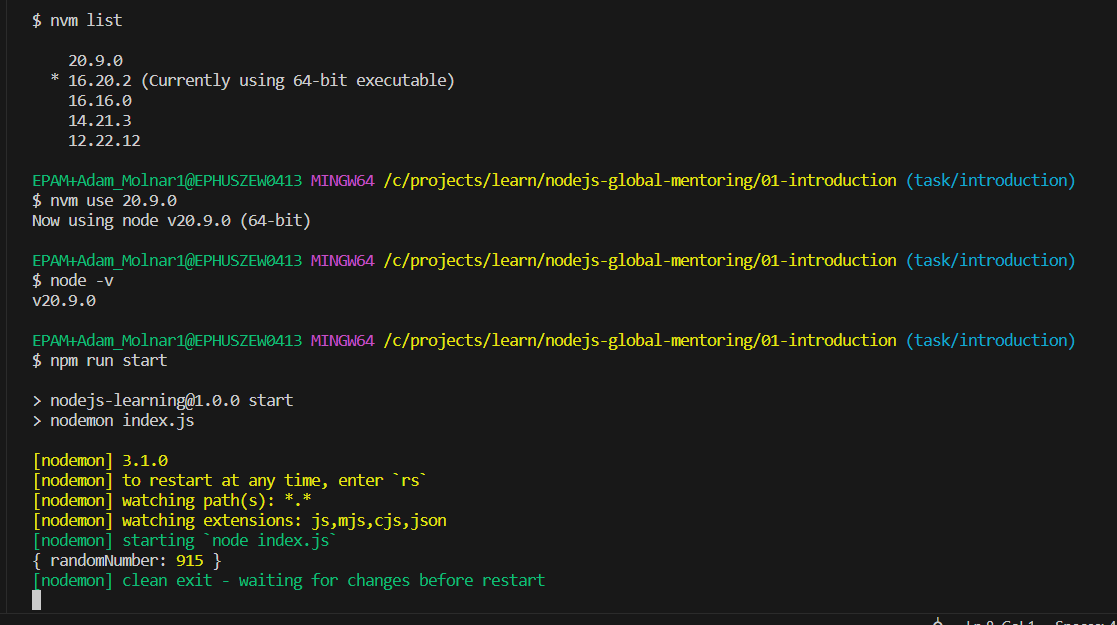 $ nvm list
20.9.0
* 16.20.2 (Currently using 64-bit executable)
16.16.0
14.21.3
12.22.12
EPAM+Adam_Molnar1@EPHUSZEW0413 MINGW64 /c/projects/learn/nodejs-global-mentoring/01-introduction (task/introduction)
$ nvm use 20.9.0
Now using node v20.9.0 (64-bit)
EPAM+Adam_Molnar1@EPHUSZEW0413 MINGW64 /c/projects/learn/nodejs-global-mentoring/01-introduction (task/introduction)
$ node -v
v20.9.0
EPAM+Adam_Molnar1@EPHUSZEW0413 MINGW64 /c/projects/learn/nodejs-global-mentoring/01-introduction (task/introduction)
$ npm run start
> nodejs-learning@1.0.0 start
> nodemon index.js
[nodemon] 3.1.0
[nodemon] to restart at any time, enter `rs`
[nodemon] watching path(s): *.*
[nodemon] watching extensions: js,mjs,cjs,json
[nodemon] starting `node index.js`
{ randomNumber: 915 }
[nodemon] clean exit - waiting for changes before restart